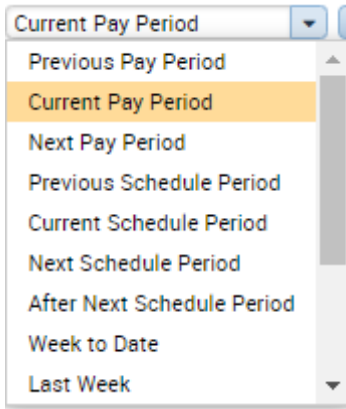 Current Pay Period
Previous Pay Period
Current Pay Period
Next Pay Period
Previous Schedule Period
Current Schedule Period
Next Schedule Period
After Next Schedule Period
Week to Date
Last Week